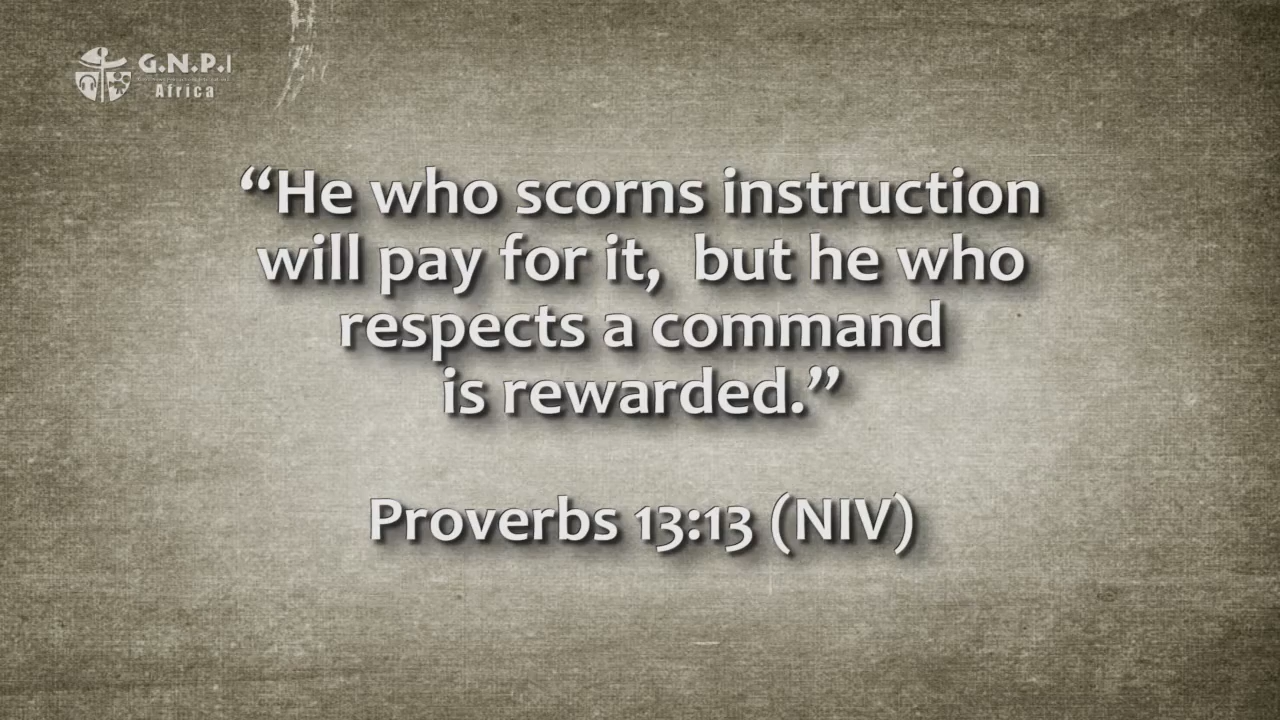 G.N.P.I
Africa
“He who scorns instruction
will pay for it,  but he who
respects a command
is rewarded.”
Proverbs 13:13 (NIV)